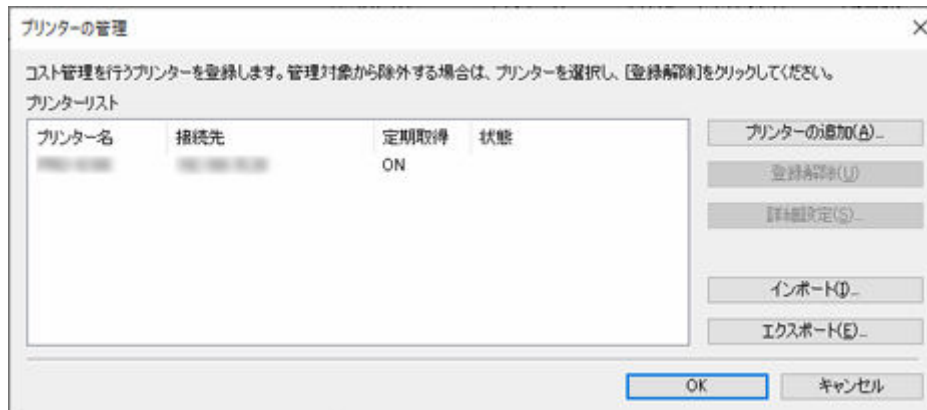 プリンターの管理
コスト管理を行うプリンターを登録します。管理対象から除外する場合は、プリンターを選択し、[登録解除]をクリックしてください。
プリンターリスト
プリンター名 接続先 定期取得 状態
ON
プリンターの追加(A)...
登録解除(U)
詳細設定(S)...
インポート(I)...
エクスポート(E)...
OK キャンセル